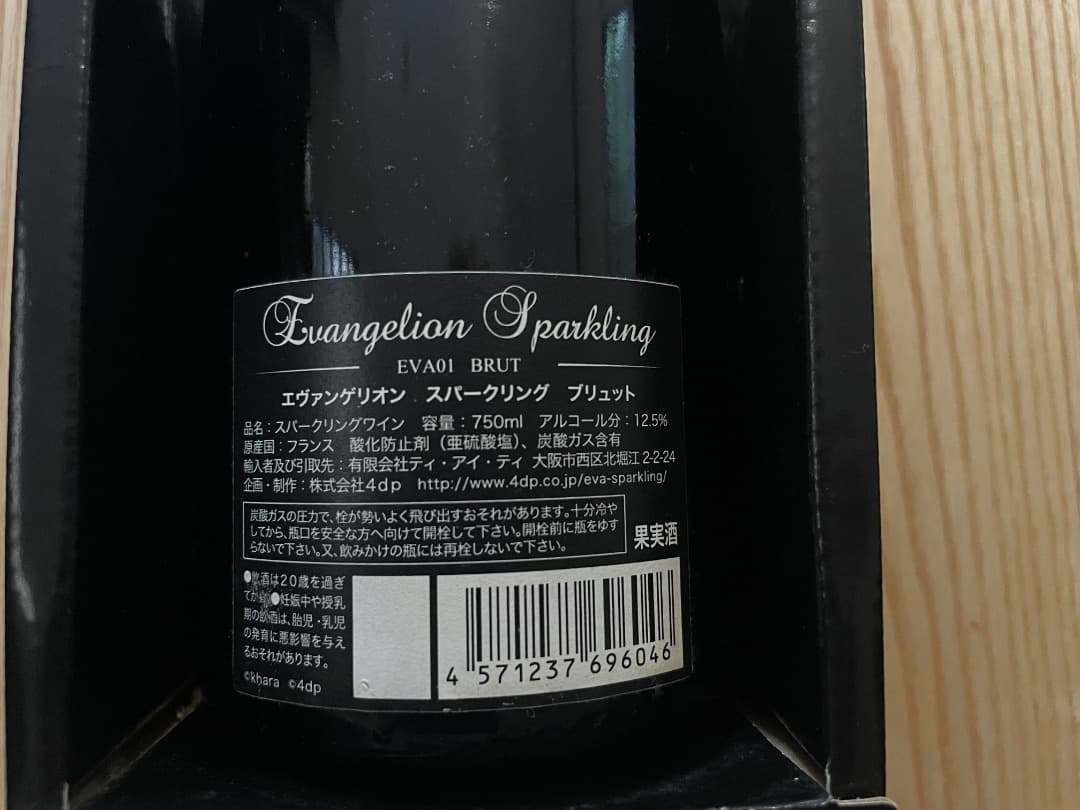 Evangelion Sparkling
EVA01 BRUT
エヴァンゲリオン スパークリング ブリュット
品名：スパークリングワイン 容量：750ml アルコール分：12.5%
原産国：フランス 酸化防止剤（亜硫酸塩）、炭酸ガス含有
輸入者及び引取先：有限会社ティ・アイ・ティ 大阪市西区北堀江2-2-24
企画・制作：株式会社4dp http://www.4dp.co.jp/eva-sparkling/
炭酸ガスの圧力で、栓が勢いよく飛び出すおそれがあります。十分冷や
してから、瓶口を安全な方へ向けて開栓して下さい。開栓前に瓶をゆす
らないで下さい。又、飲みかけの瓶には再栓しないで下さい。
果実酒
●飲酒は20歳を過ぎ
て ●妊娠中や授乳
期の飲酒は、胎児・乳児
の発育に悪影響を与え
るおそれがあります。
©khara ©4dp
4 571237 696046